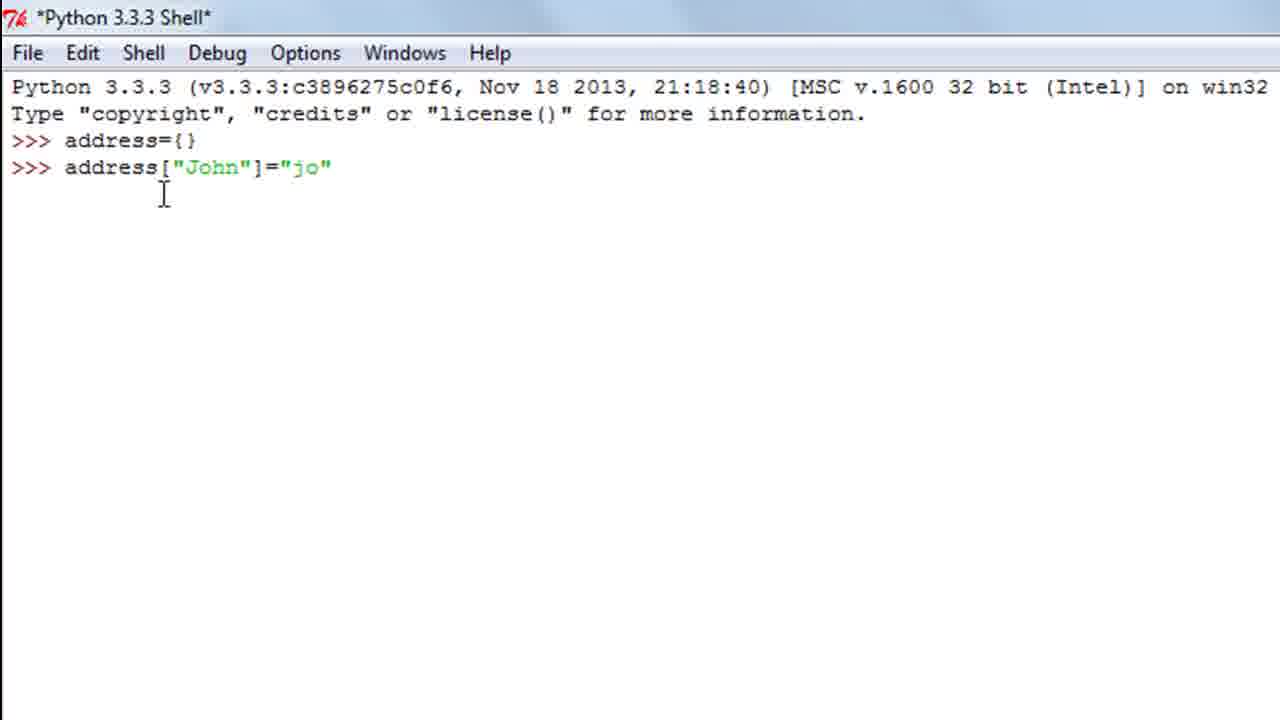 *Python 3.3.3 Shell*
File Edit Shell Debug Options Windows Help
Python 3.3.3 (v3.3.3:c3896275c0f6, Nov 18 2013, 21:18:40) [MSC v.1600 32 bit (Intel)] on win32
Type "copyright", "credits" or "license()" for more information.
>>> address={}
>>> address["John"]="jo"